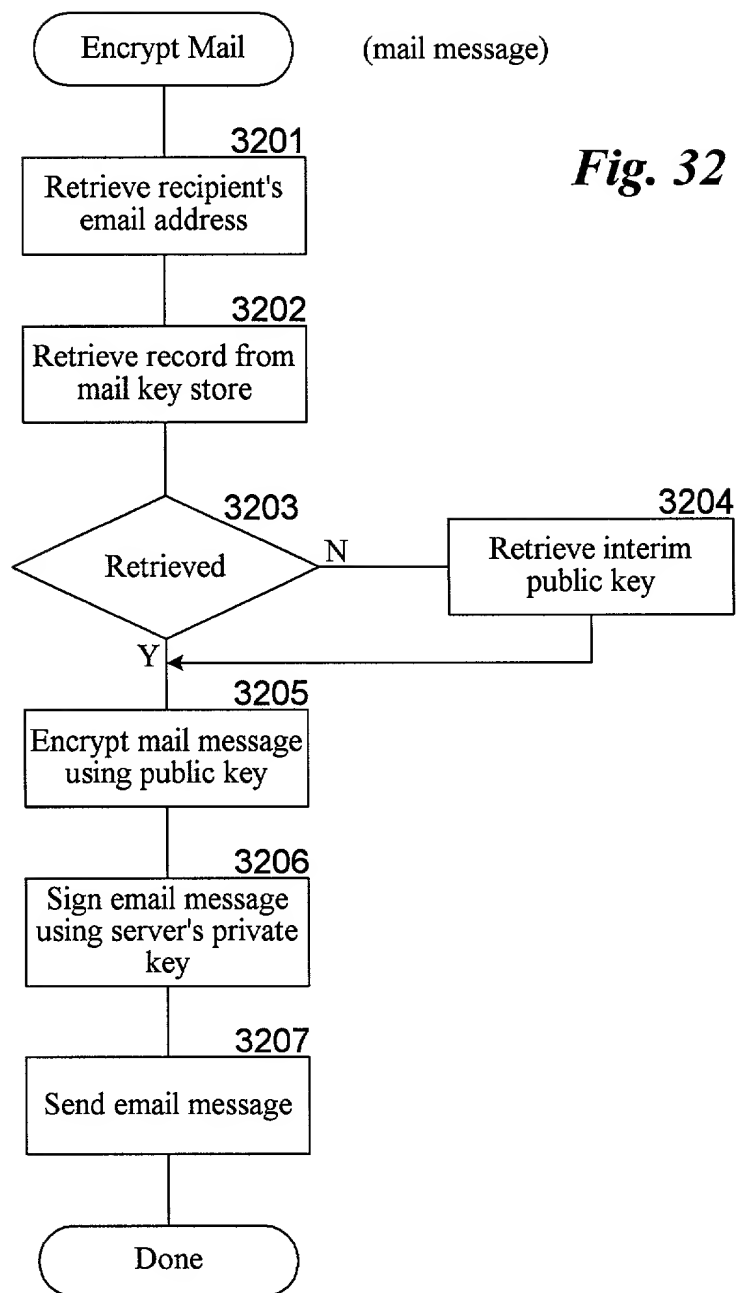 Encrypt Mail
(mail message)
Fig. 32
3201
Retrieve recipient's
email address
3202
Retrieve record from
mail key store
3203
Retrieved
N
3204
Retrieve interim
public key
Y
3205
Encrypt mail message
using public key
3206
Sign email message
using server's private
key
3207
Send email message
Done